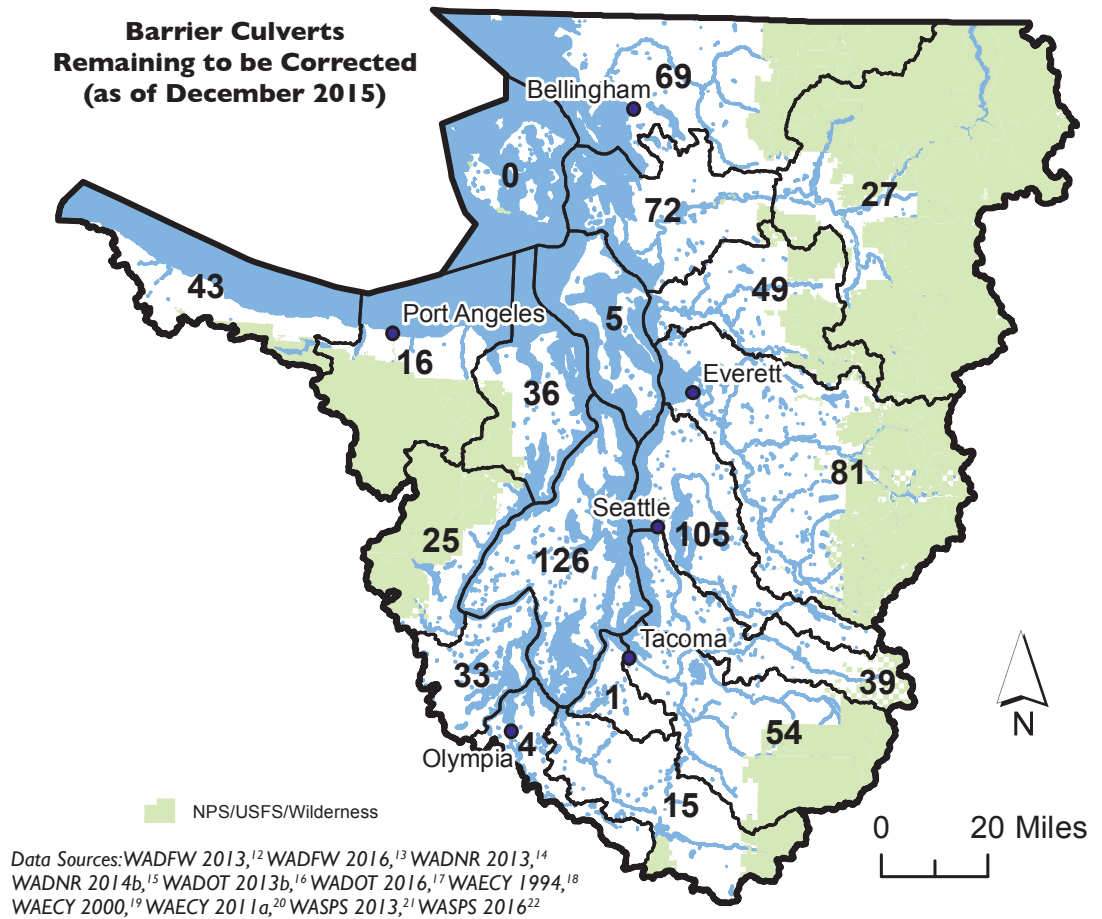 Barrier Culverts
Remaining to be Corrected
(as of December 2015)
69
Bellingham
0
27
72
43
49
Port Angeles
5
16
Everett
36
81
Seattle
105
25
126
Tacoma
33
39
1
54
4
Olympia
N
15
NPS/USFS/Wilderness
0 20 Miles
Data Sources: WADFW 2013,12 WADFW 2016,13 WADNR 2013,14
WADNR 2014b,15 WADOT 2013b,16 WADOT 2016,17 WAECY 1994,18
WAECY 2000,19 WAECY 2011a,20 WASPS 2013,21 WASPS 201622